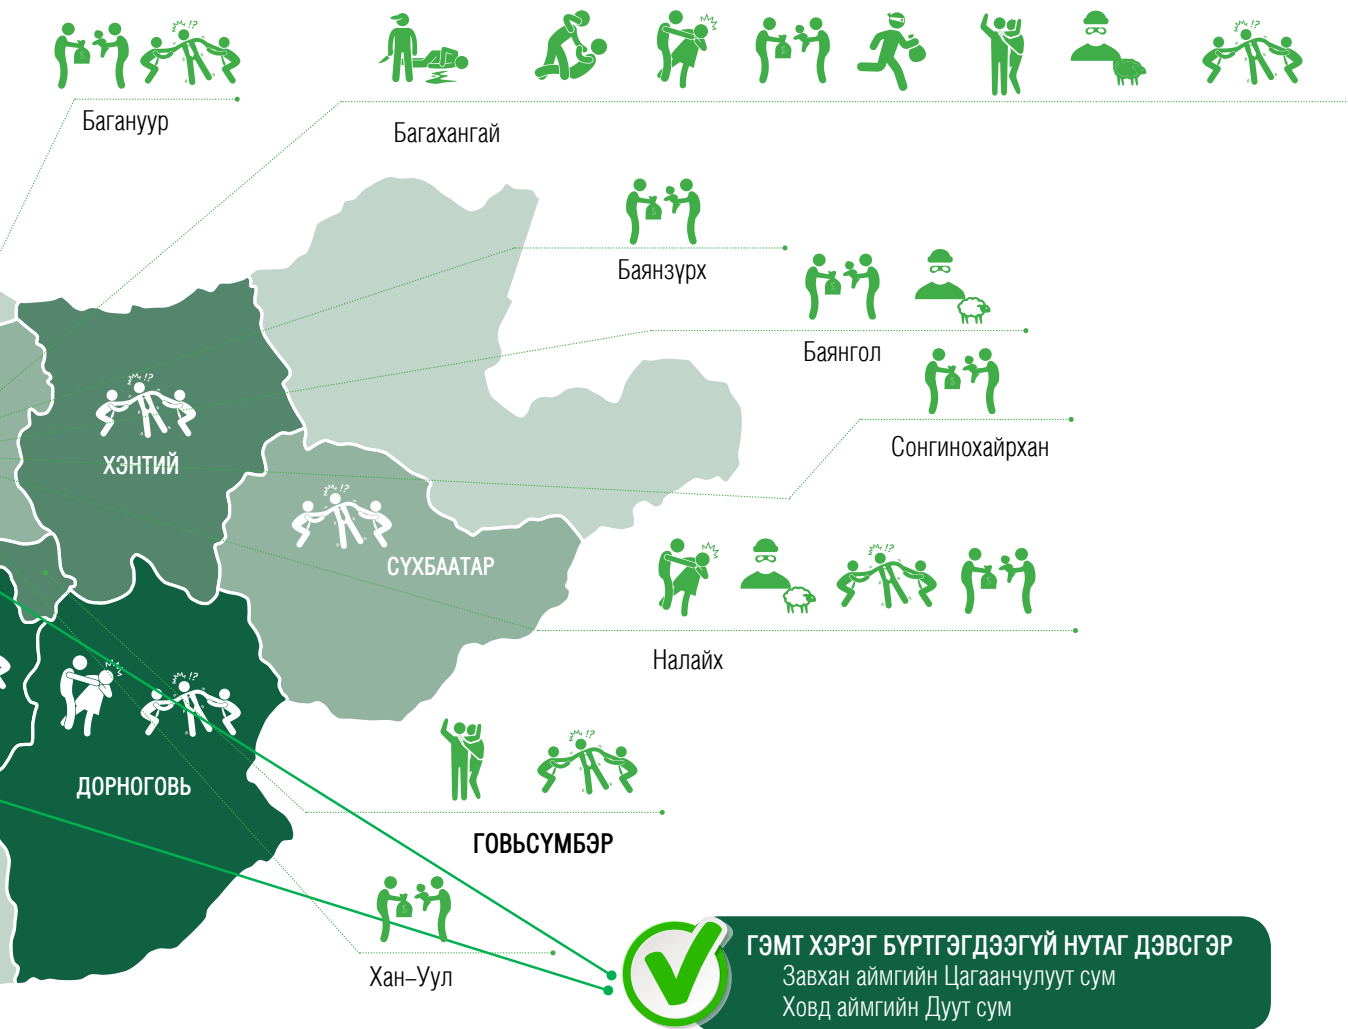 Багануур
Багахангай
Баянзүрх
Баянгол
Сонгинохайрхан
ХЭНТИЙ
СҮХБААТАР
Налайх
ДОРНОГОВЬ
ГОВЬСҮМБЭР
Хан–Уул
ГЭМТ ХЭРЭГ БҮРТГЭГДЭЭГҮЙ НУТАГ ДЭВСГЭР
Завхан аймгийн Цагаанчулуут сум
Ховд аймгийн Дуут сум